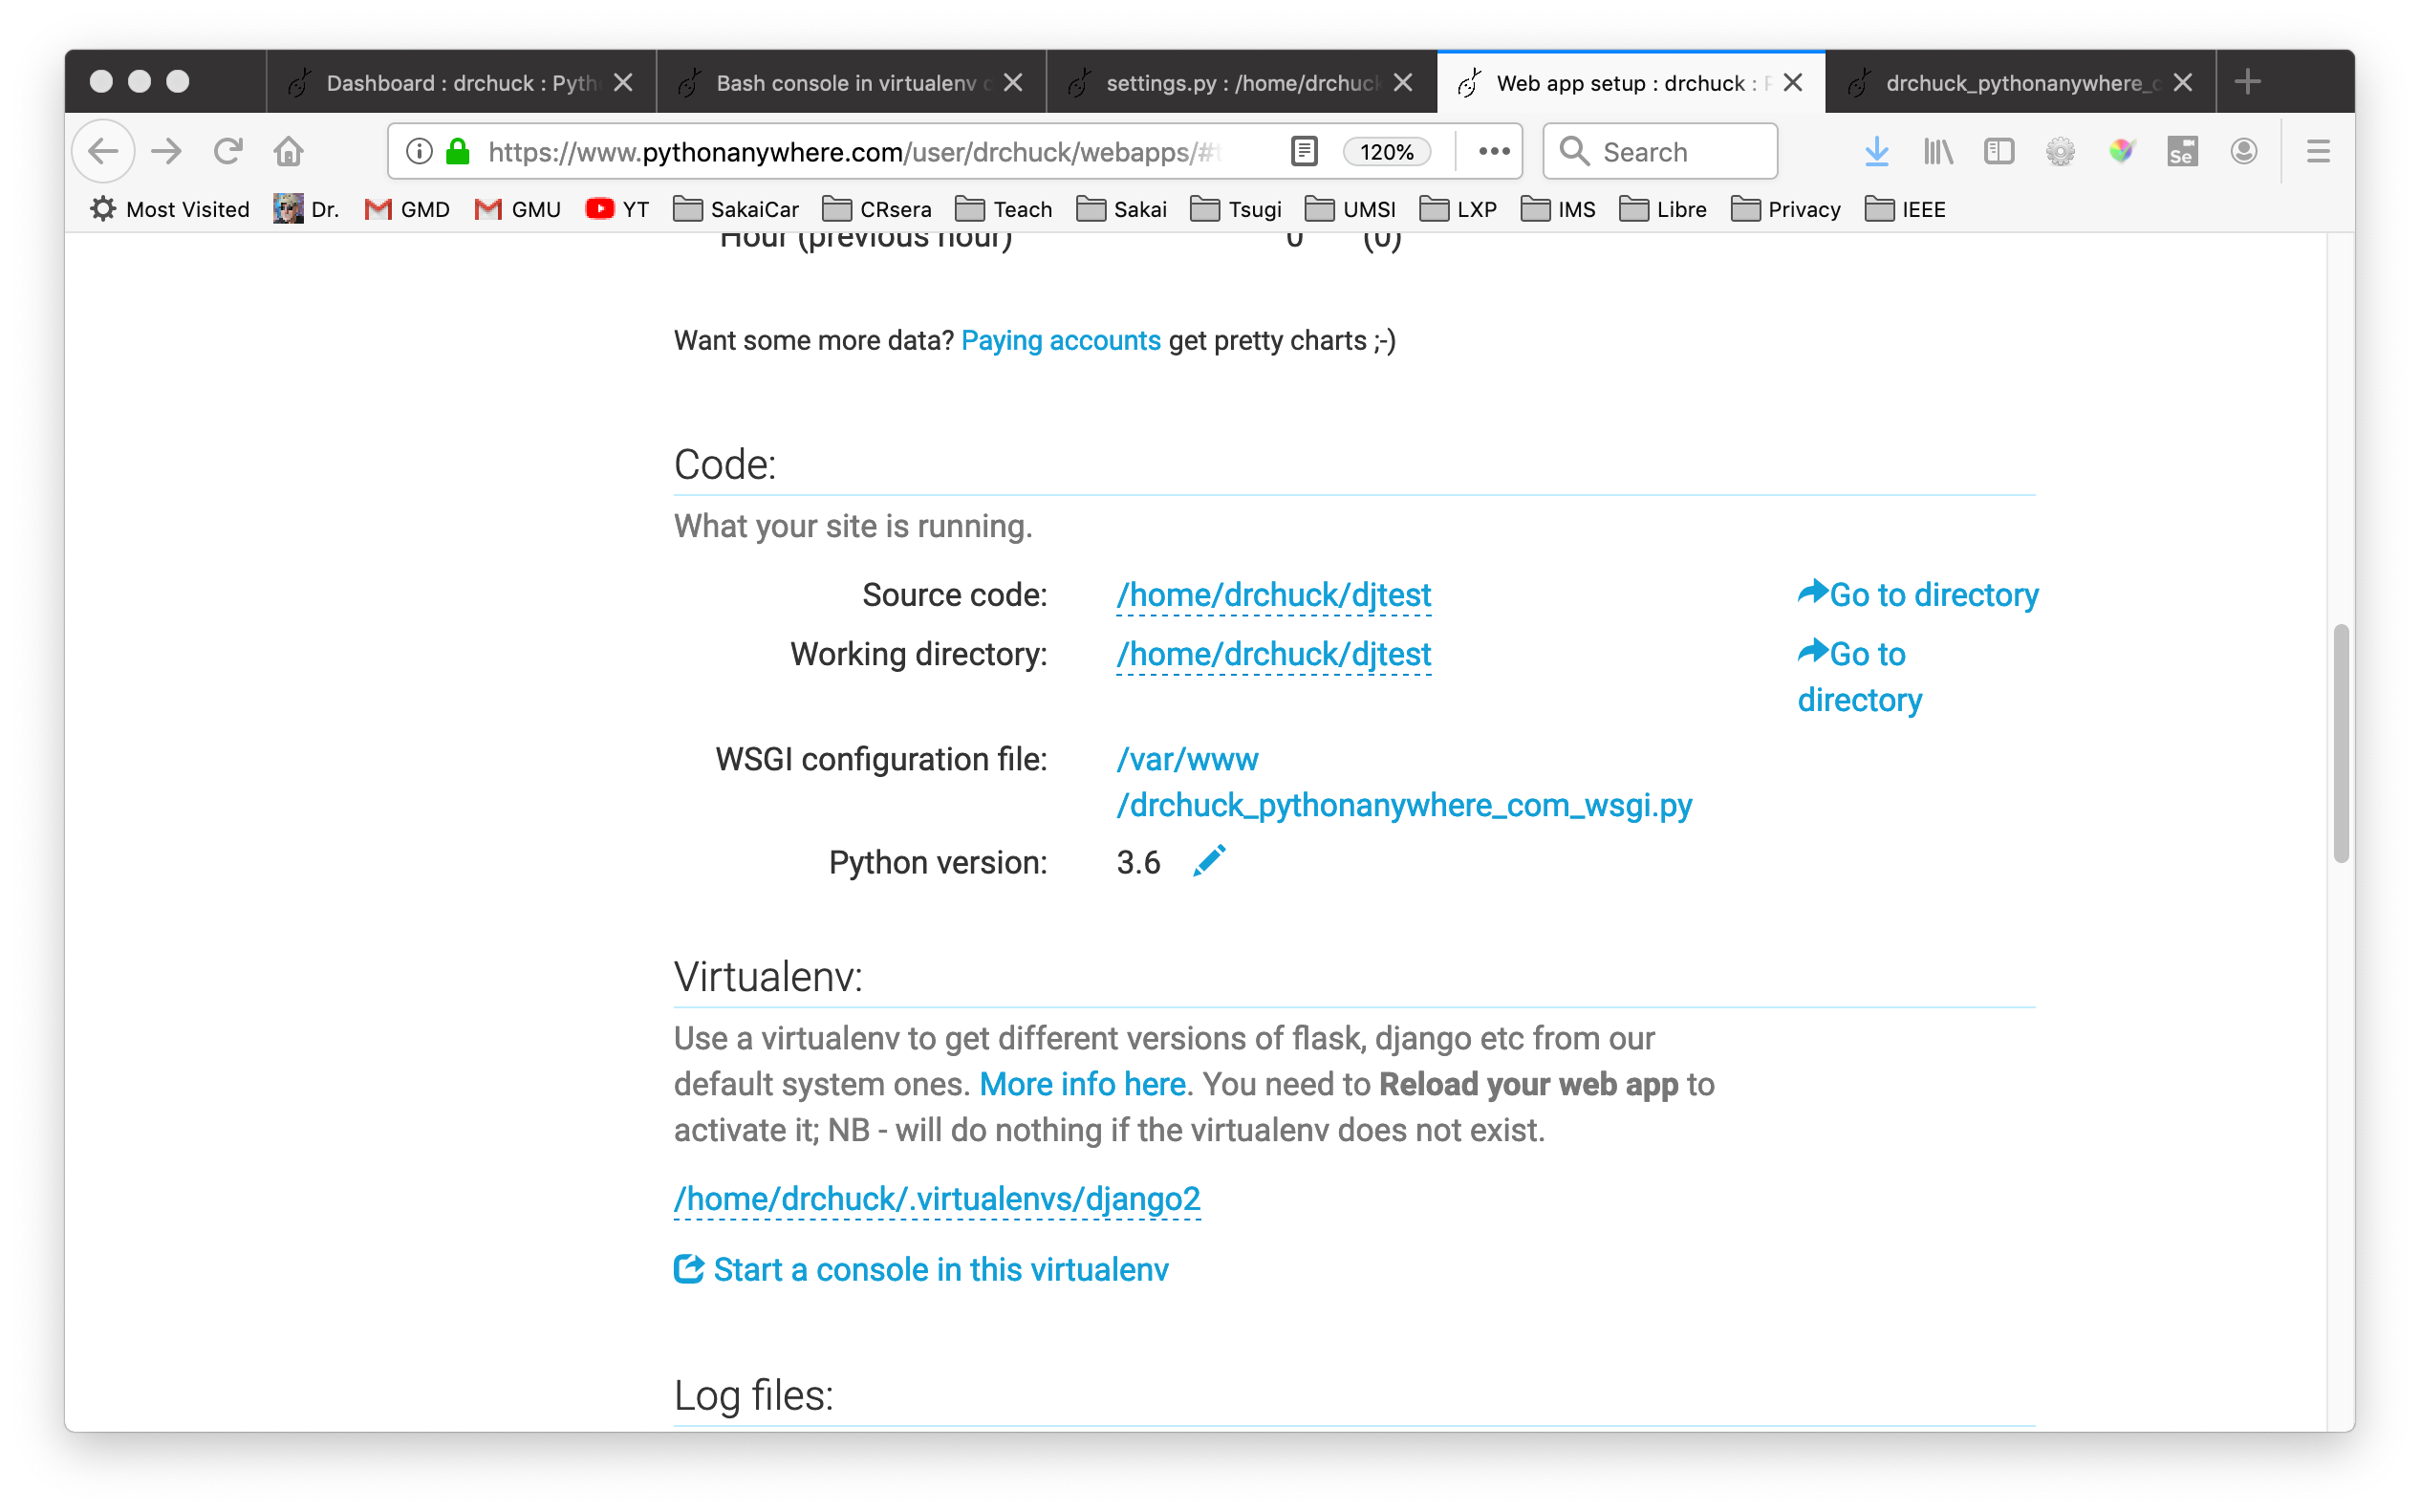 Dashboard : drchuck : Pyth
Bash console in virtualenv
settings.py : /home/drchuck
Web app setup : drchuck :
drchuck_pythonanywhere_
https://www.pythonanywhere.com/user/drchuck/webapps/#
120%
Search
Se
Most Visited
Dr.
GMD
GMU
YT
SakaiCar
CRsera
Teach
Sakai
Tsugi
UMSI
LXP
IMS
Libre
Privacy
IEEE
Hour (previous hour) 0 (0)
Want some more data? Paying accounts get pretty charts ;-)
Code:
What your site is running.
Source code: /home/drchuck/djtest Go to directory
Working directory: /home/drchuck/djtest Go to
directory
WSGI configuration file: /var/www
/drchuck_pythonanywhere_com_wsgi.py
Python version: 3.6
Virtualenv:
Use a virtualenv to get different versions of flask, django etc from our
default system ones. More info here. You need to Reload your web app to
activate it; NB - will do nothing if the virtualenv does not exist.
/home/drchuck/.virtualenvs/django2
Start a console in this virtualenv
Log files: